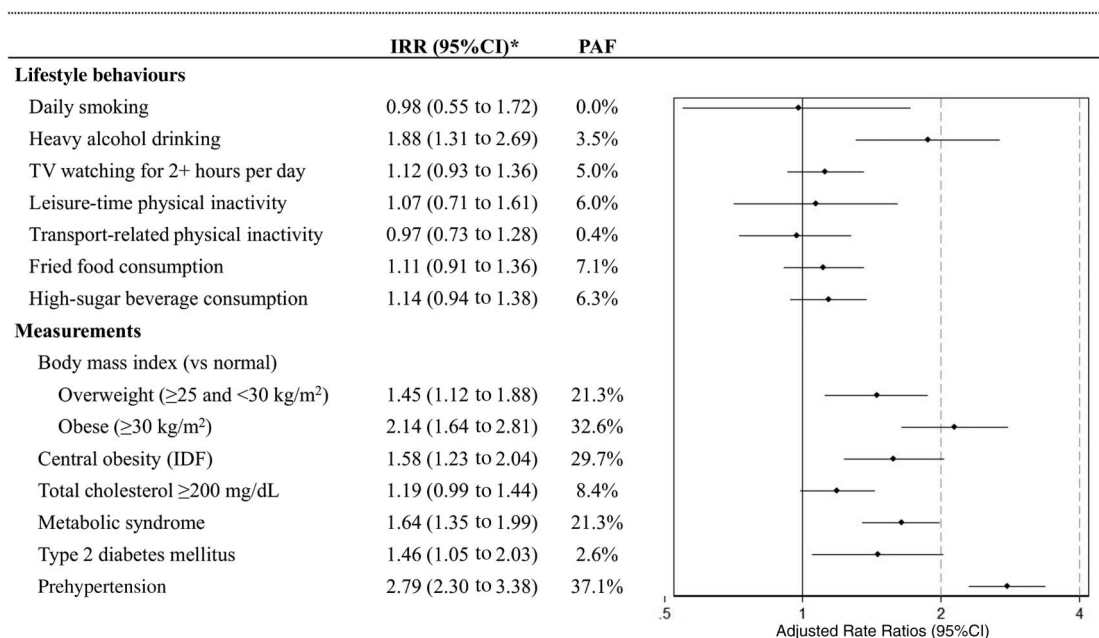 IRR (95%CI)* PAF
Lifestyle behaviours
Daily smoking 0.98 (0.55 to 1.72) 0.0%
Heavy alcohol drinking 1.88 (1.31 to 2.69) 3.5%
TV watching for 2+ hours per day 1.12 (0.93 to 1.36) 5.0%
Leisure-time physical inactivity 1.07 (0.71 to 1.61) 6.0%
Transport-related physical inactivity 0.97 (0.73 to 1.28) 0.4%
Fried food consumption 1.11 (0.91 to 1.36) 7.1%
High-sugar beverage consumption 1.14 (0.94 to 1.38) 6.3%
Measurements
Body mass index (vs normal)
Overweight (≥25 and <30 kg/m²) 1.45 (1.12 to 1.88) 21.3%
Obese (≥30 kg/m²) 2.14 (1.64 to 2.81) 32.6%
Central obesity (IDF) 1.58 (1.23 to 2.04) 29.7%
Total cholesterol ≥200 mg/dL 1.19 (0.99 to 1.44) 8.4%
Metabolic syndrome 1.64 (1.35 to 1.99) 21.3%
Type 2 diabetes mellitus 1.46 (1.05 to 2.03) 2.6%
Prehypertension 2.79 (2.30 to 3.38) 37.1%
.5 1 2 4
Adjusted Rate Ratios (95%CI)